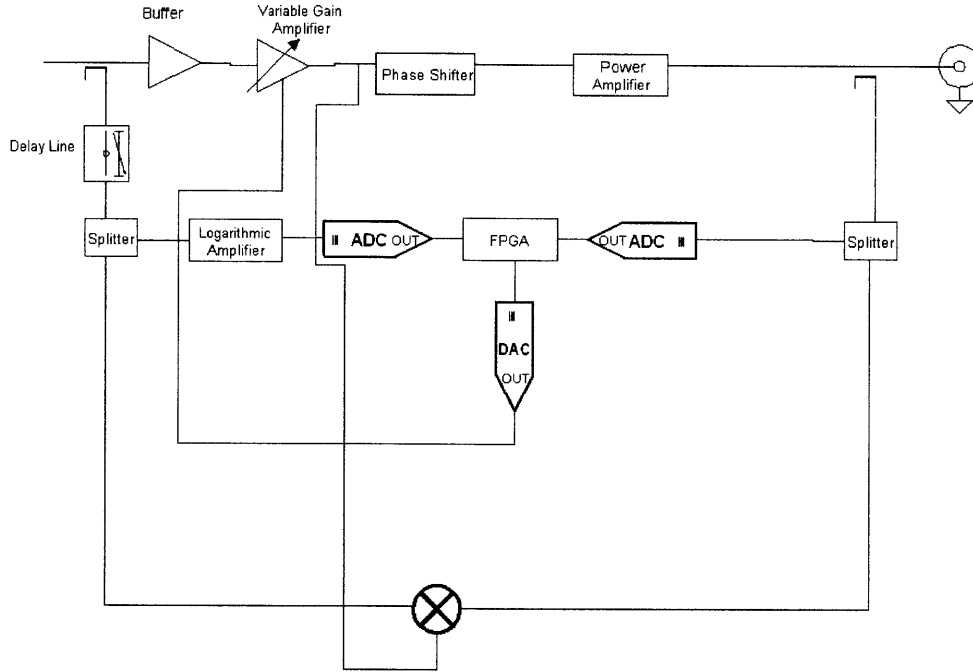 Buffer
Variable Gain
Amplifier
Phase Shifter
Power
Amplifier
Delay Line
Splitter
Logarithmic
Amplifier
ADC OUT
FPGA
OUT ADC
Splitter
DAC
OUT